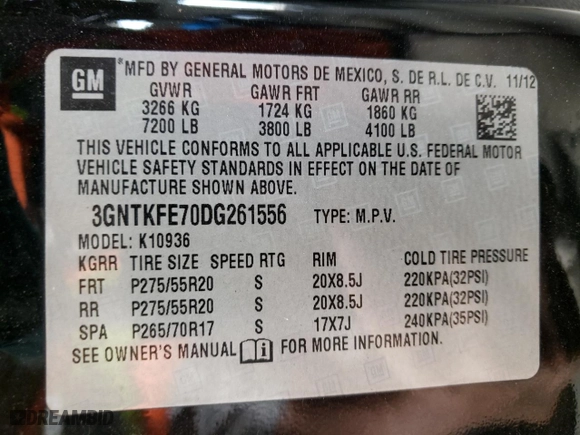 GM
*MFD BY GENERAL MOTORS DE MEXICO, S. DE R.L. DE C.V. 11/12
GVWR GAWR FRT GAWR RR
3266 KG 1724 KG 1860 KG
7200 LB 3800 LB 4100 LB
THIS VEHICLE CONFORMS TO ALL APPLICABLE U.S. FEDERAL MOTOR
VEHICLE SAFETY STANDARDS IN EFFECT ON THE DATE OF
MANUFACTURE SHOWN ABOVE.
3GNTKFE70DG261556 TYPE: M.P.V.
MODEL: K10936
KGRR TIRE SIZE SPEED RTG RIM COLD TIRE PRESSURE
FRT P275/55R20 S 20X8.5J 220KPA(32PSI)
RR P275/55R20 S 20X8.5J 220KPA(32PSI)
SPA P265/70R17 S 17X7J 240KPA(35PSI)
SEE OWNER'S MANUAL i FOR MORE INFORMATION.
DREAMBID